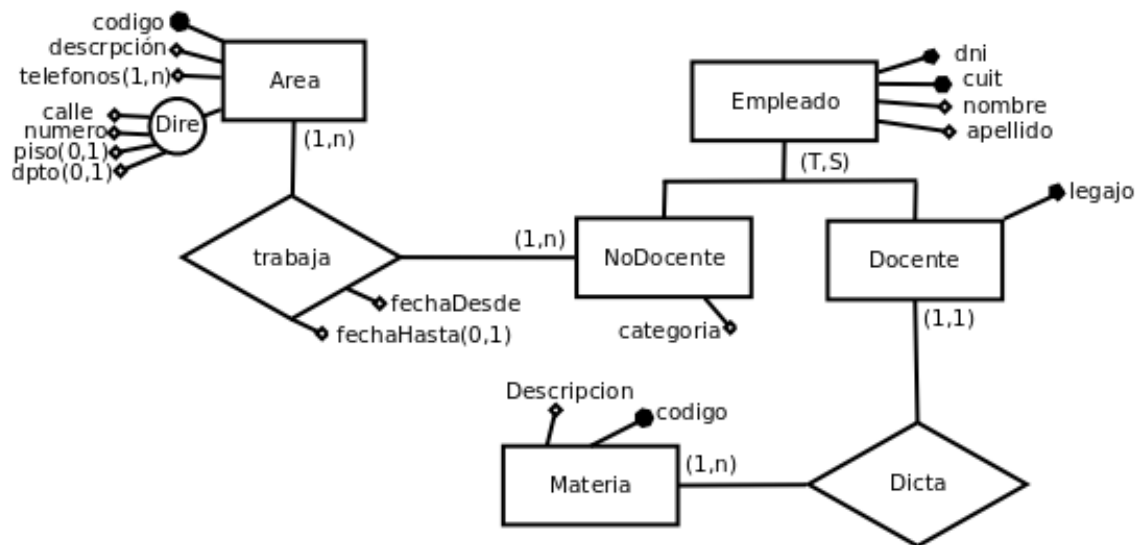 codigo
descrpción
telefonos(1,n)
calle
numero
piso(0,1)
dpto(0,1)
Dire
Area
(1,n)
trabaja
(1,n)
fechaDesde
fechaHasta(0,1)
Empleado
dni
cuit
nombre
apellido
(T,S)
NoDocente
categoria
Docente
legajo
(1,1)
Descripcion
codigo
Materia
(1,n)
Dicta